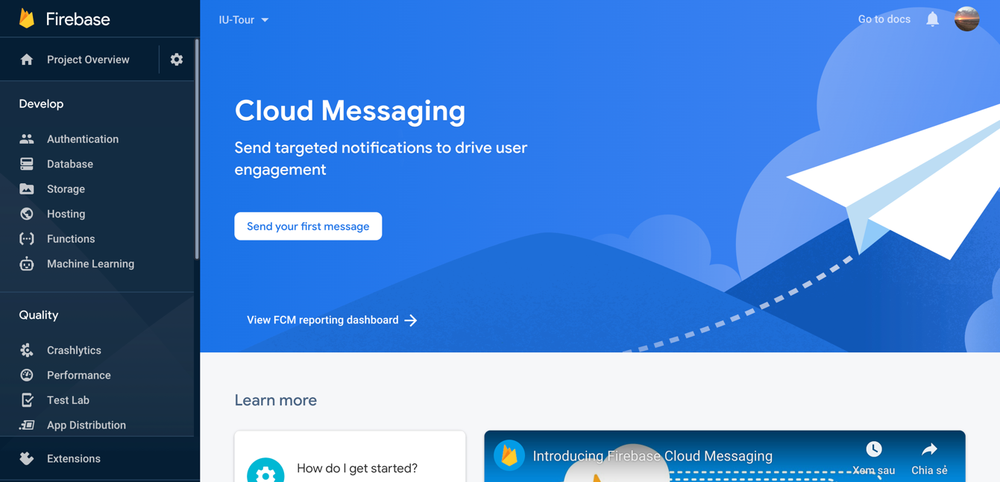 Firebase
Project Overview
Develop
Authentication
Database
Storage
Hosting
Functions
Machine Learning
Quality
Crashlytics
Performance
Test Lab
App Distribution
Extensions
IU-Tour
Go to docs
Cloud Messaging
Send targeted notifications to drive user
engagement
Send your first message
View FCM reporting dashboard
Learn more
How do I get started?
Introducing Firebase Cloud Messaging
Xem sau
Chia sẻ